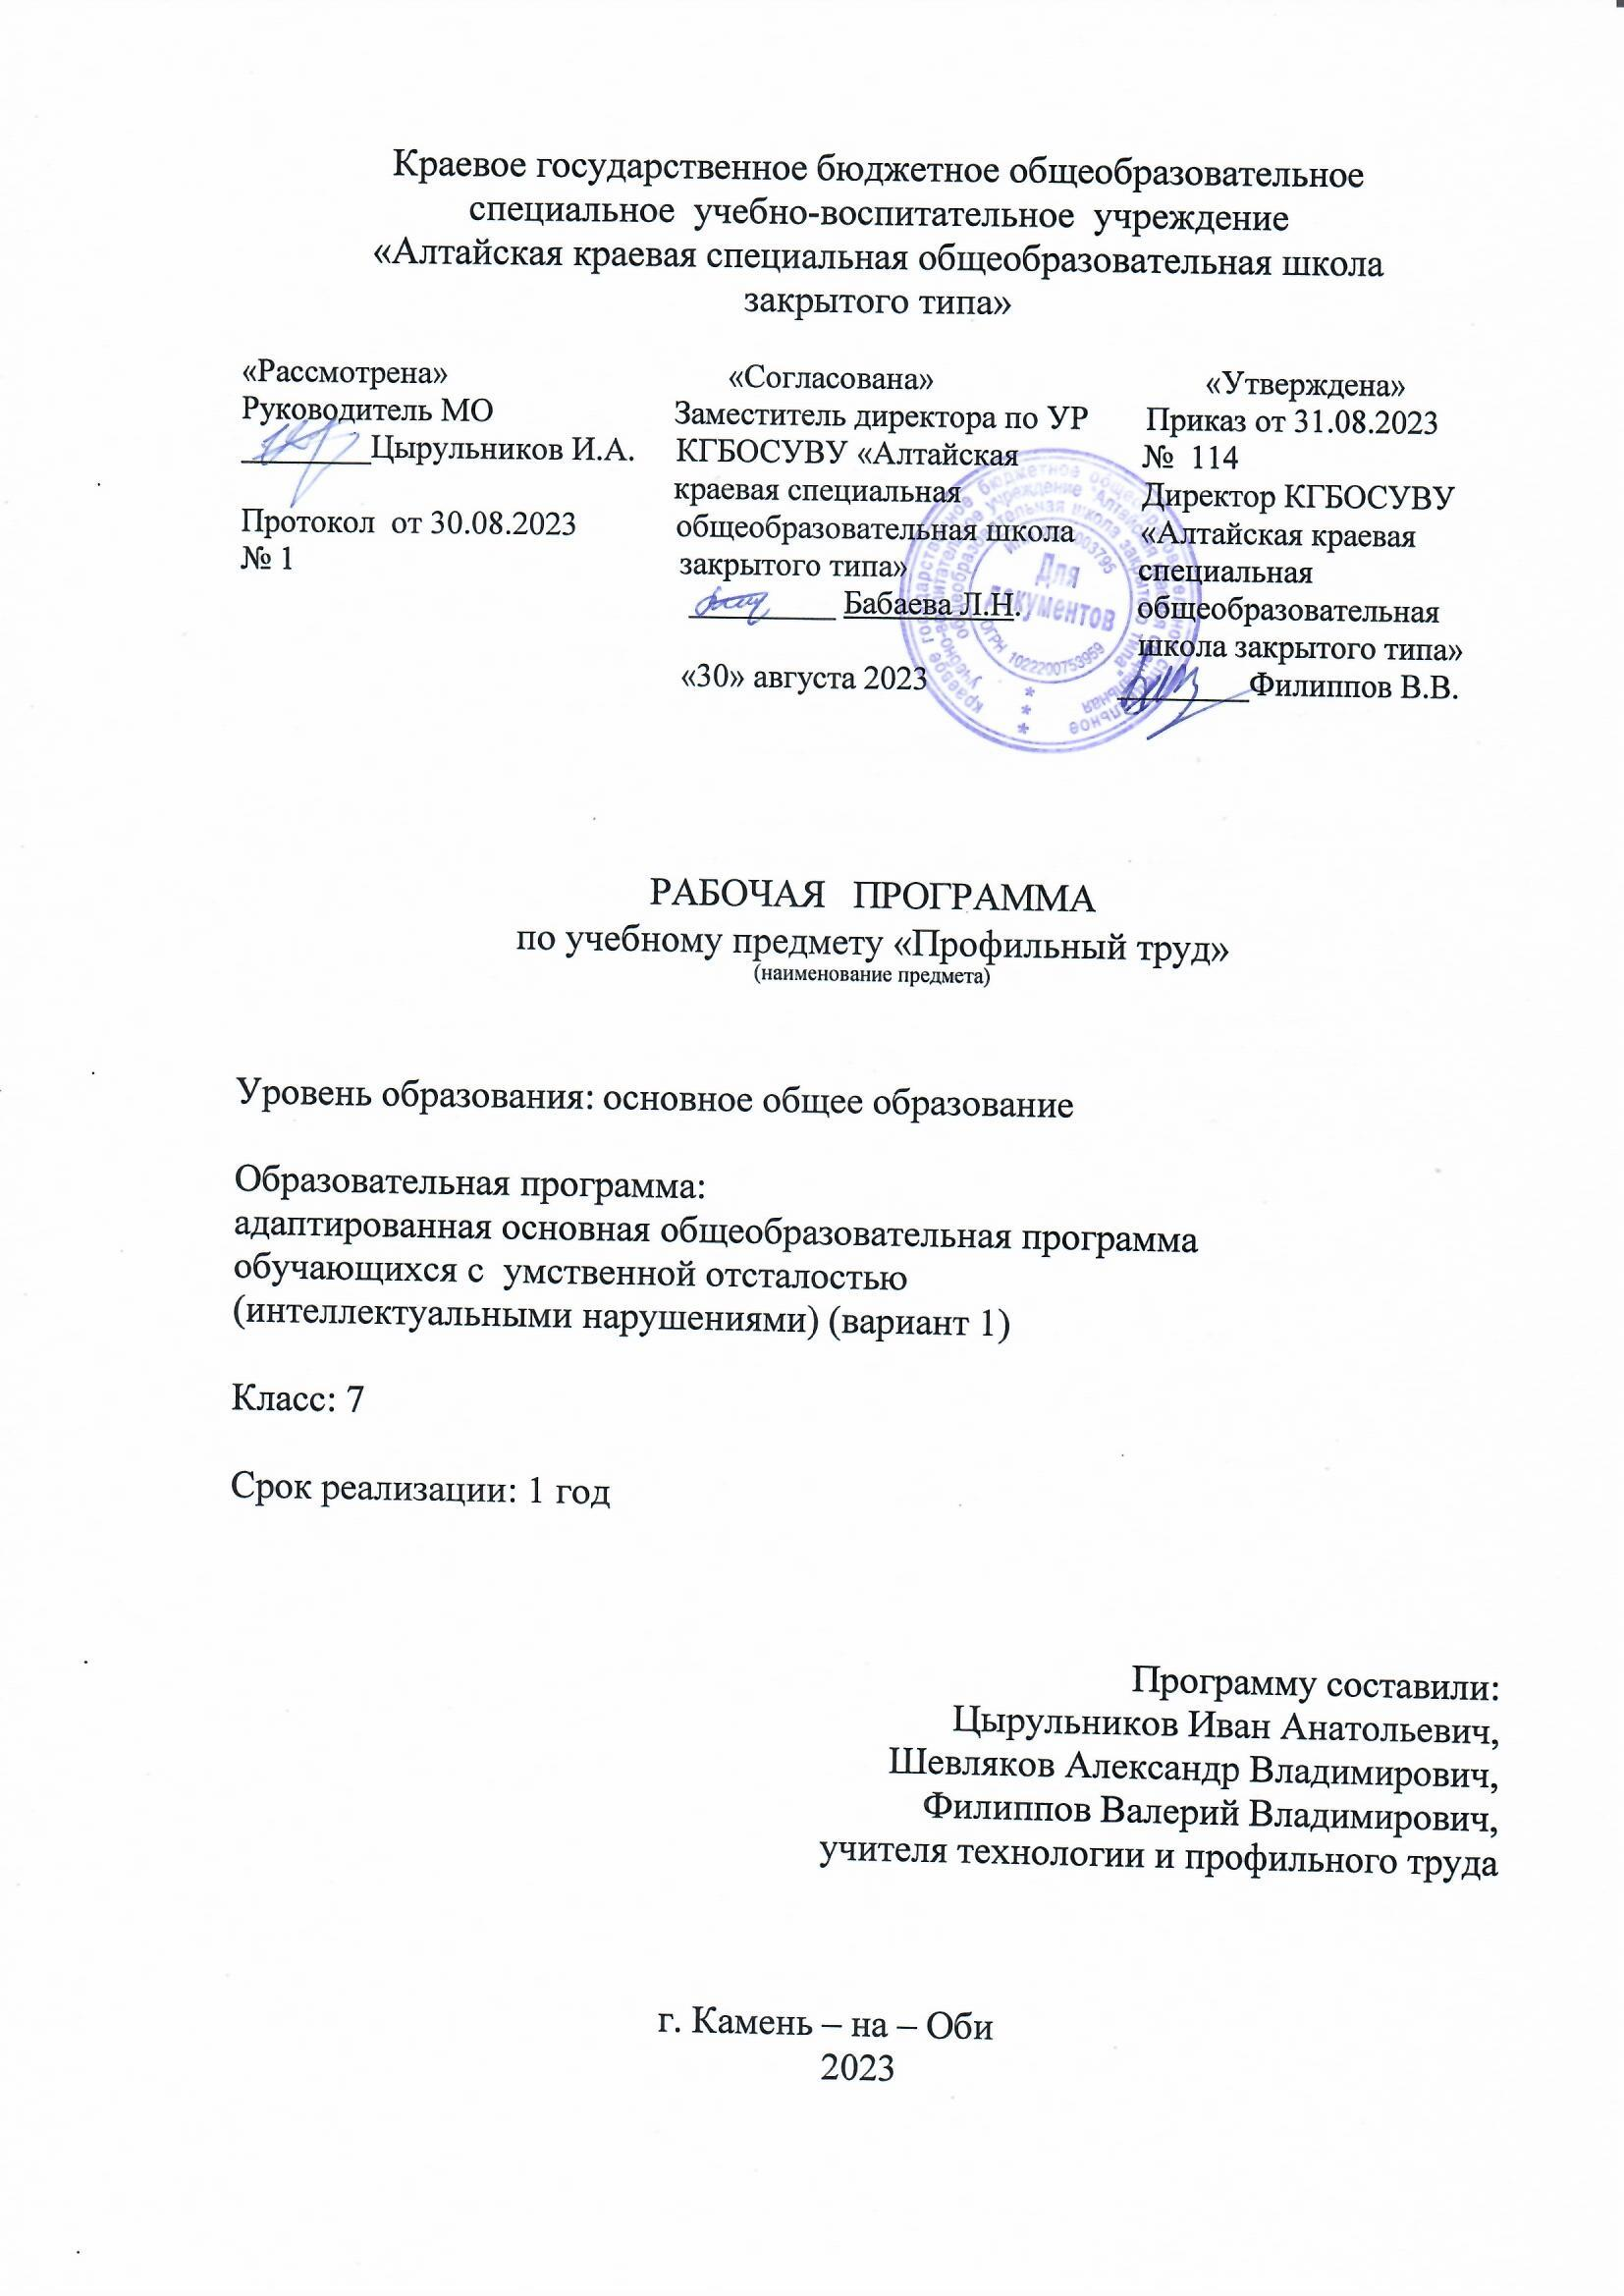 Краевое государственное бюджетное общеобразовательное
специальное учебно-воспитательное учреждение
«Алтайская краевая специальная общеобразовательная школа
закрытого типа»
«Рассмотрена»
Руководитель МО
________Цырульников И.А.
Протокол от 30.08.2023
№ 1
«Согласована»
Заместитель директора по УР
КГБОСУВУ «Алтайская
краевая специальная
общеобразовательная школа
закрытого типа»
_________ Бабаева Л.Н.
«30» августа 2023
«Утверждена»
Приказ от 31.08.2023
№ 114
Директор КГБОСУВУ
«Алтайская краевая
специальная
общеобразовательная
школа закрытого типа»
________Филиппов В.В.
Для
документов
ОГРН 1022200753959
РАБОЧАЯ ПРОГРАММА
по учебному предмету «Профильный труд»
(наименование предмета)
Уровень образования: основное общее образование
Образовательная программа:
адаптированная основная общеобразовательная программа
обучающихся с умственной отсталостью
(интеллектуальными нарушениями) (вариант 1)
Класс: 7
Срок реализации: 1 год
Программу составили:
Цырульников Иван Анатольевич,
Шевляков Александр Владимирович,
Филиппов Валерий Владимирович,
учителя технологии и профильного труда
г. Камень – на – Оби
2023